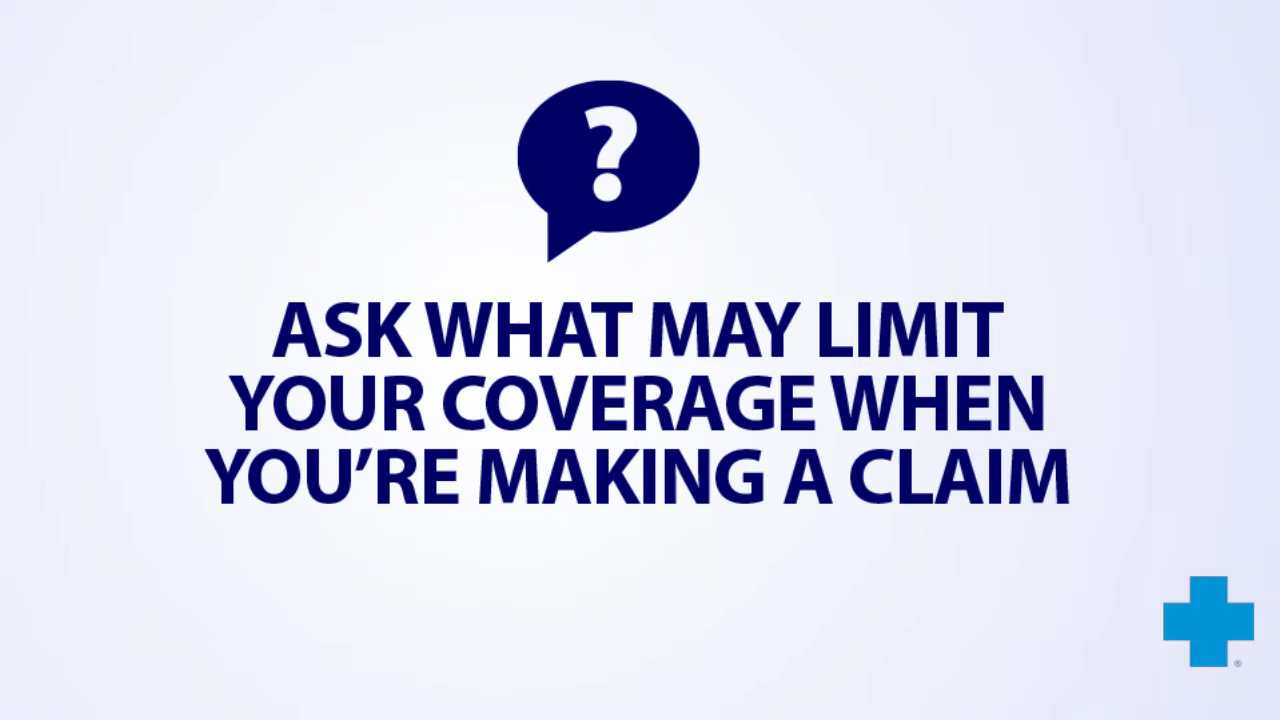 ?
ASK WHAT MAY LIMIT
YOUR COVERAGE WHEN
YOU’RE MAKING A CLAIM
®